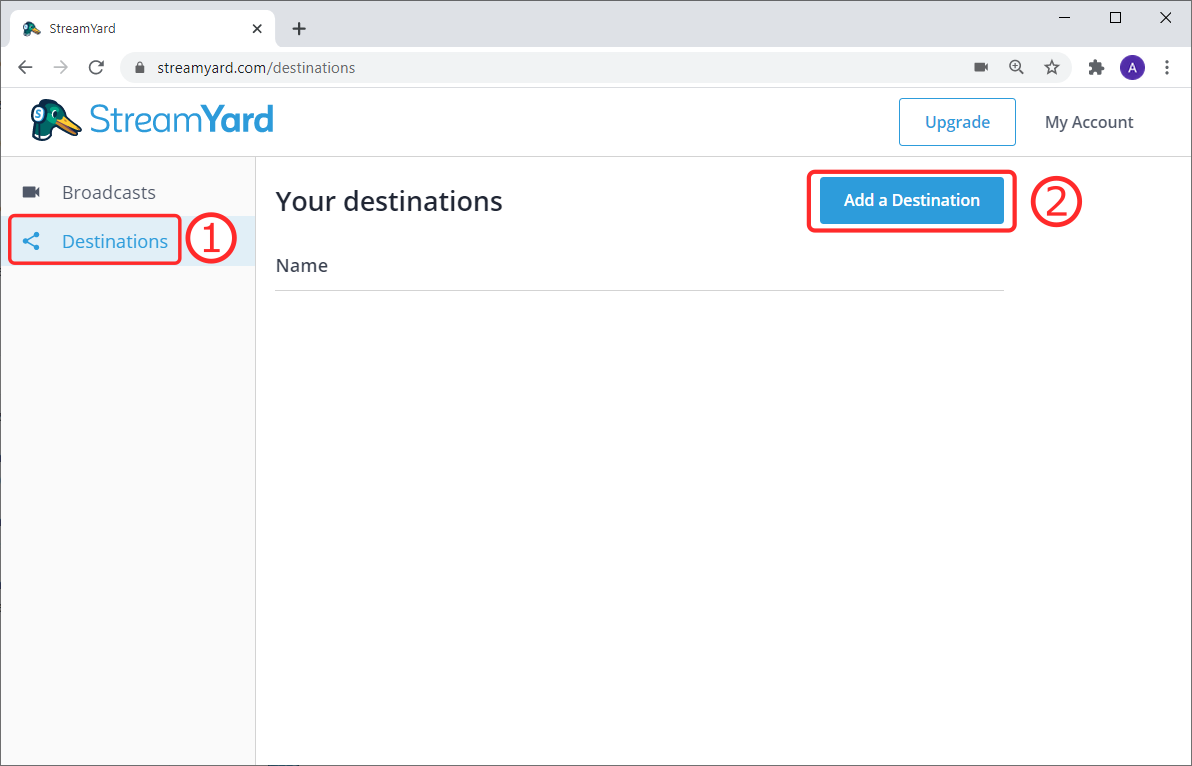 StreamYard
streamyard.com/destinations
A
S
StreamYard
Upgrade
My Account
Broadcasts
Destinations
①
Your destinations
Add a Destination
②
Name